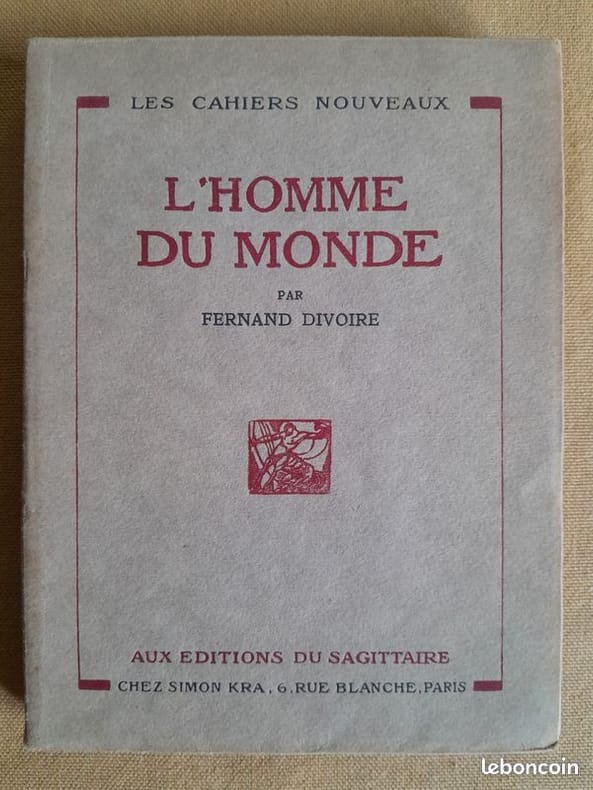 LES CAHIERS NOUVEAUX
L'HOMME
DU MONDE
PAR
FERNAND DIVOIRE
AUX EDITIONS DU SAGITTAIRE
CHEZ SIMON KRA, 6, RUE BLANCHE, PARIS
leboncoin